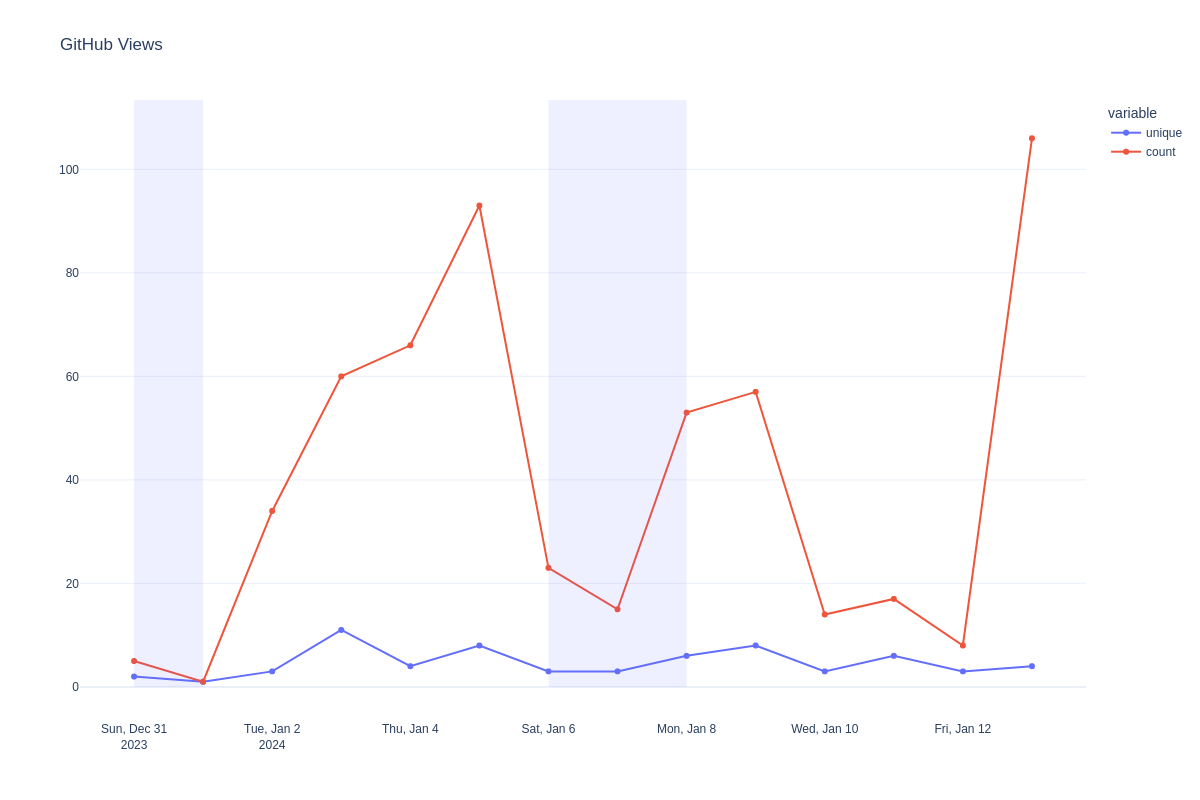 GitHub Views
variable
unique
count
100
80
60
40
20
0
Sun, Dec 31
2023
Tue, Jan 2
2024
Thu, Jan 4
Sat, Jan 6
Mon, Jan 8
Wed, Jan 10
Fri, Jan 12